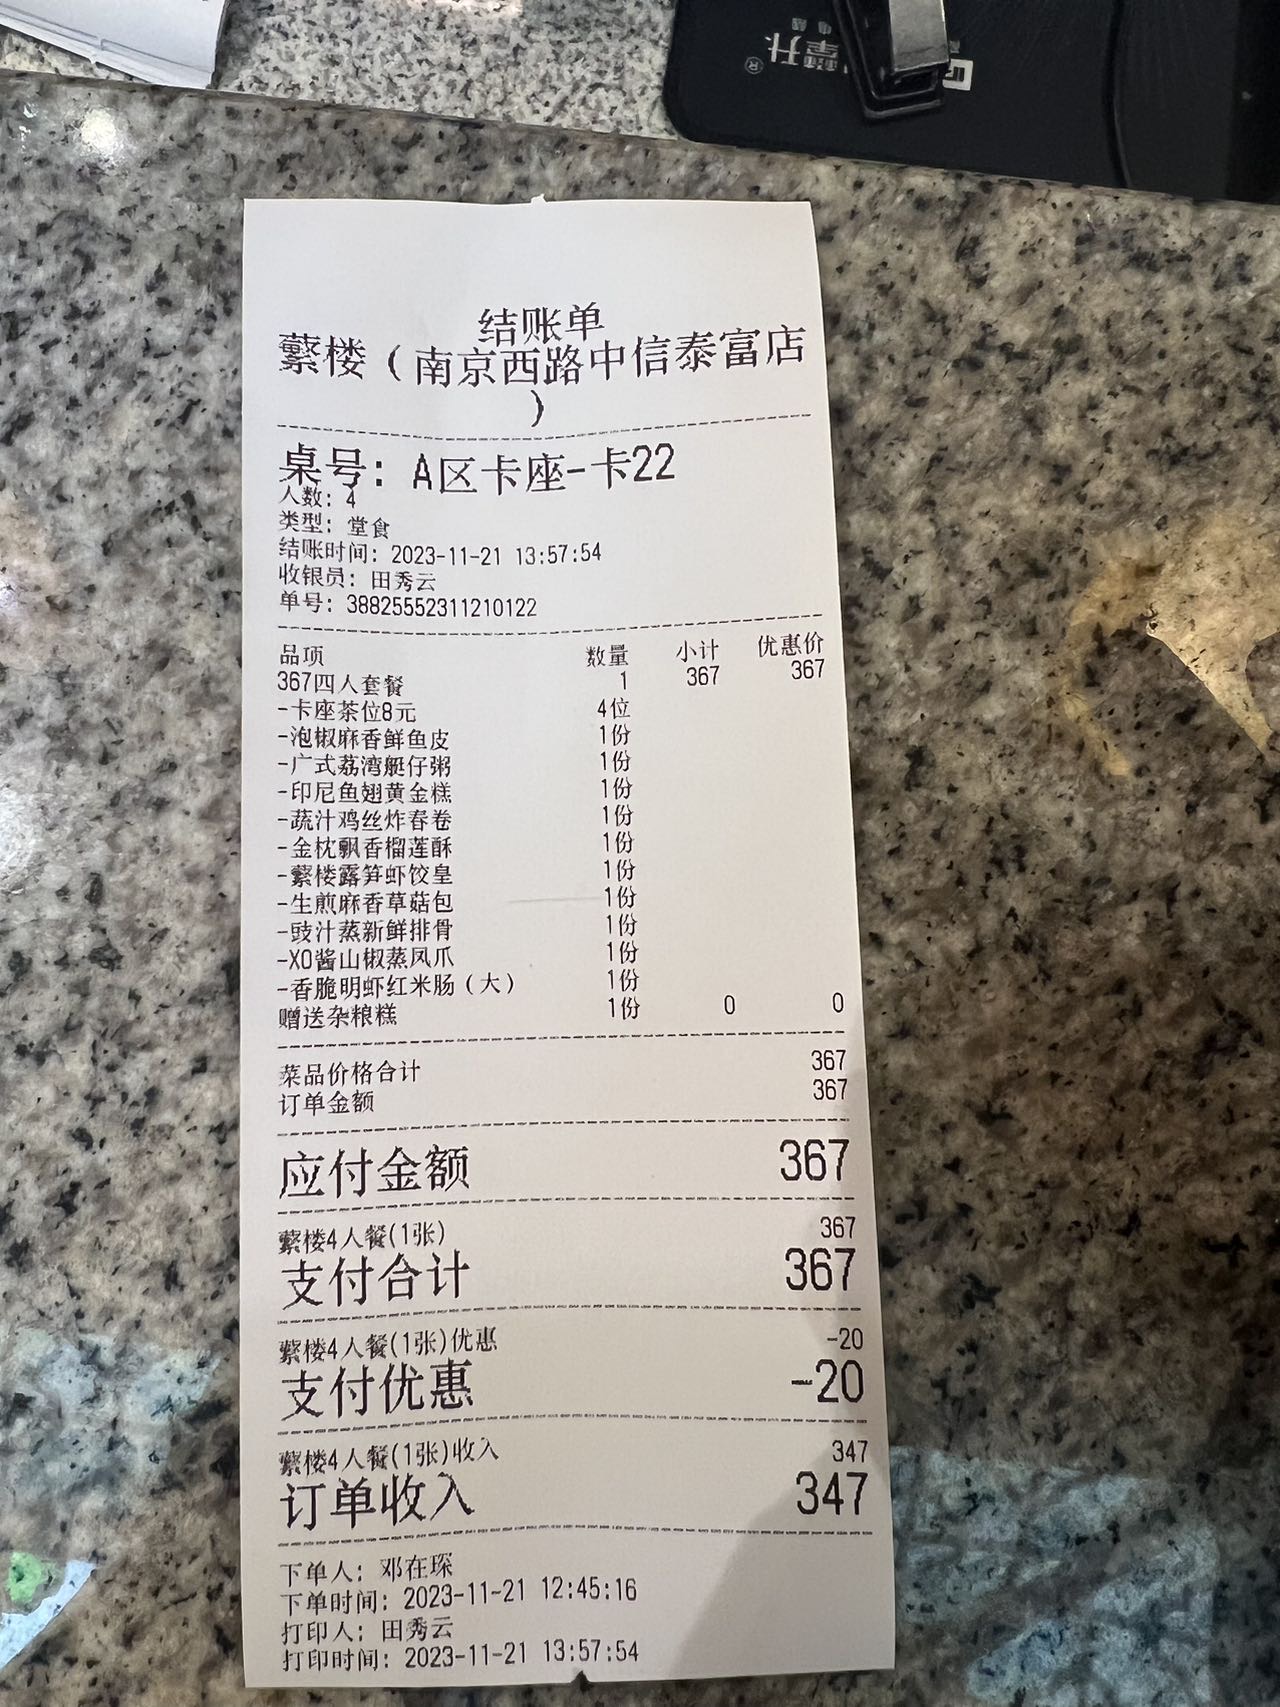 结账单
蘩楼（南京西路中信泰富店
）
桌号：A区卡座-卡22
人数：4
类型：堂食
结账时间：2023-11-21 13:57:54
收银员：田秀云
单号：38825552311210122
品项 数量 小计 优惠价
367四人套餐 1 367 367
-卡座茶位8元 4位
-泡椒麻香鲜鱼皮 1份
-广式荔湾艇仔粥 1份
-印尼鱼翅黄金糕 1份
-蔬汁鸡丝炸春卷 1份
-金枕飘香榴莲酥 1份
-蘩楼露笋虾饺皇 1份
-生煎麻香草菇包 1份
-豉汁蒸新鲜排骨 1份
-XO酱山椒蒸凤爪 1份
-香脆明虾红米肠（大） 1份
赠送杂粮糕 1份 0 0
菜品价格合计 367
订单金额 367
应付金额 367
蘩楼4人餐(1张) 367
支付合计 367
蘩楼4人餐(1张)优惠 -20
支付优惠 -20
蘩楼4人餐(1张)收入 347
订单收入 347
下单人：邓在琛
下单时间：2023-11-21 12:45:16
打印人：田秀云
打印时间：2023-11-21 13:57:54